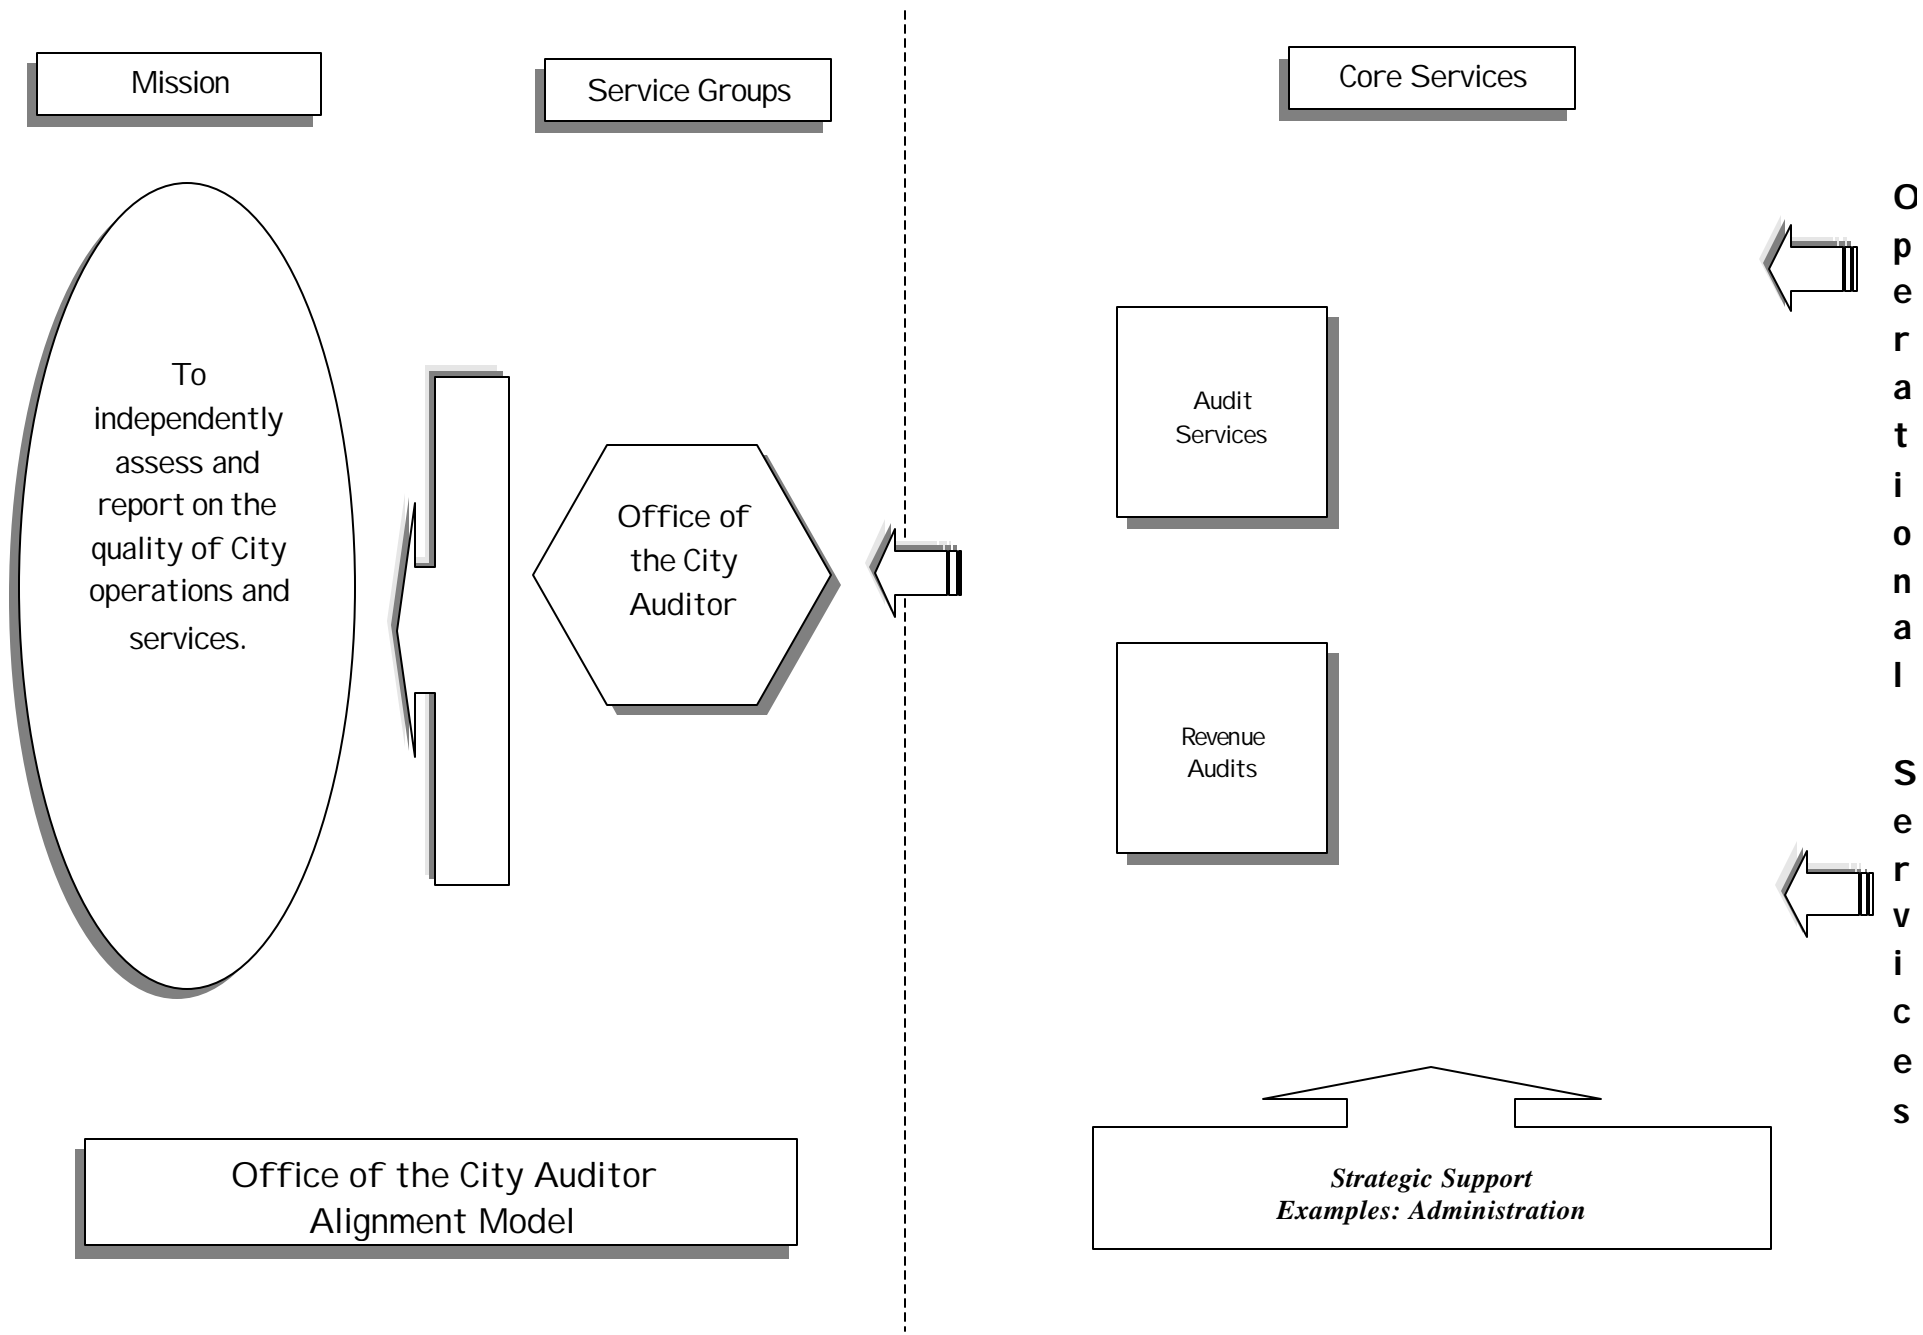 Mission
Service Groups
Core Services
To
independently
assess and
report on the
quality of City
operations and
services.
Office of
the City
Auditor
Audit
Services
Revenue
Audits
O
p
e
r
a
t
i
o
n
a
l
S
e
r
v
i
c
e
s
Office of the City Auditor
Alignment Model
Strategic Support
Examples: Administration